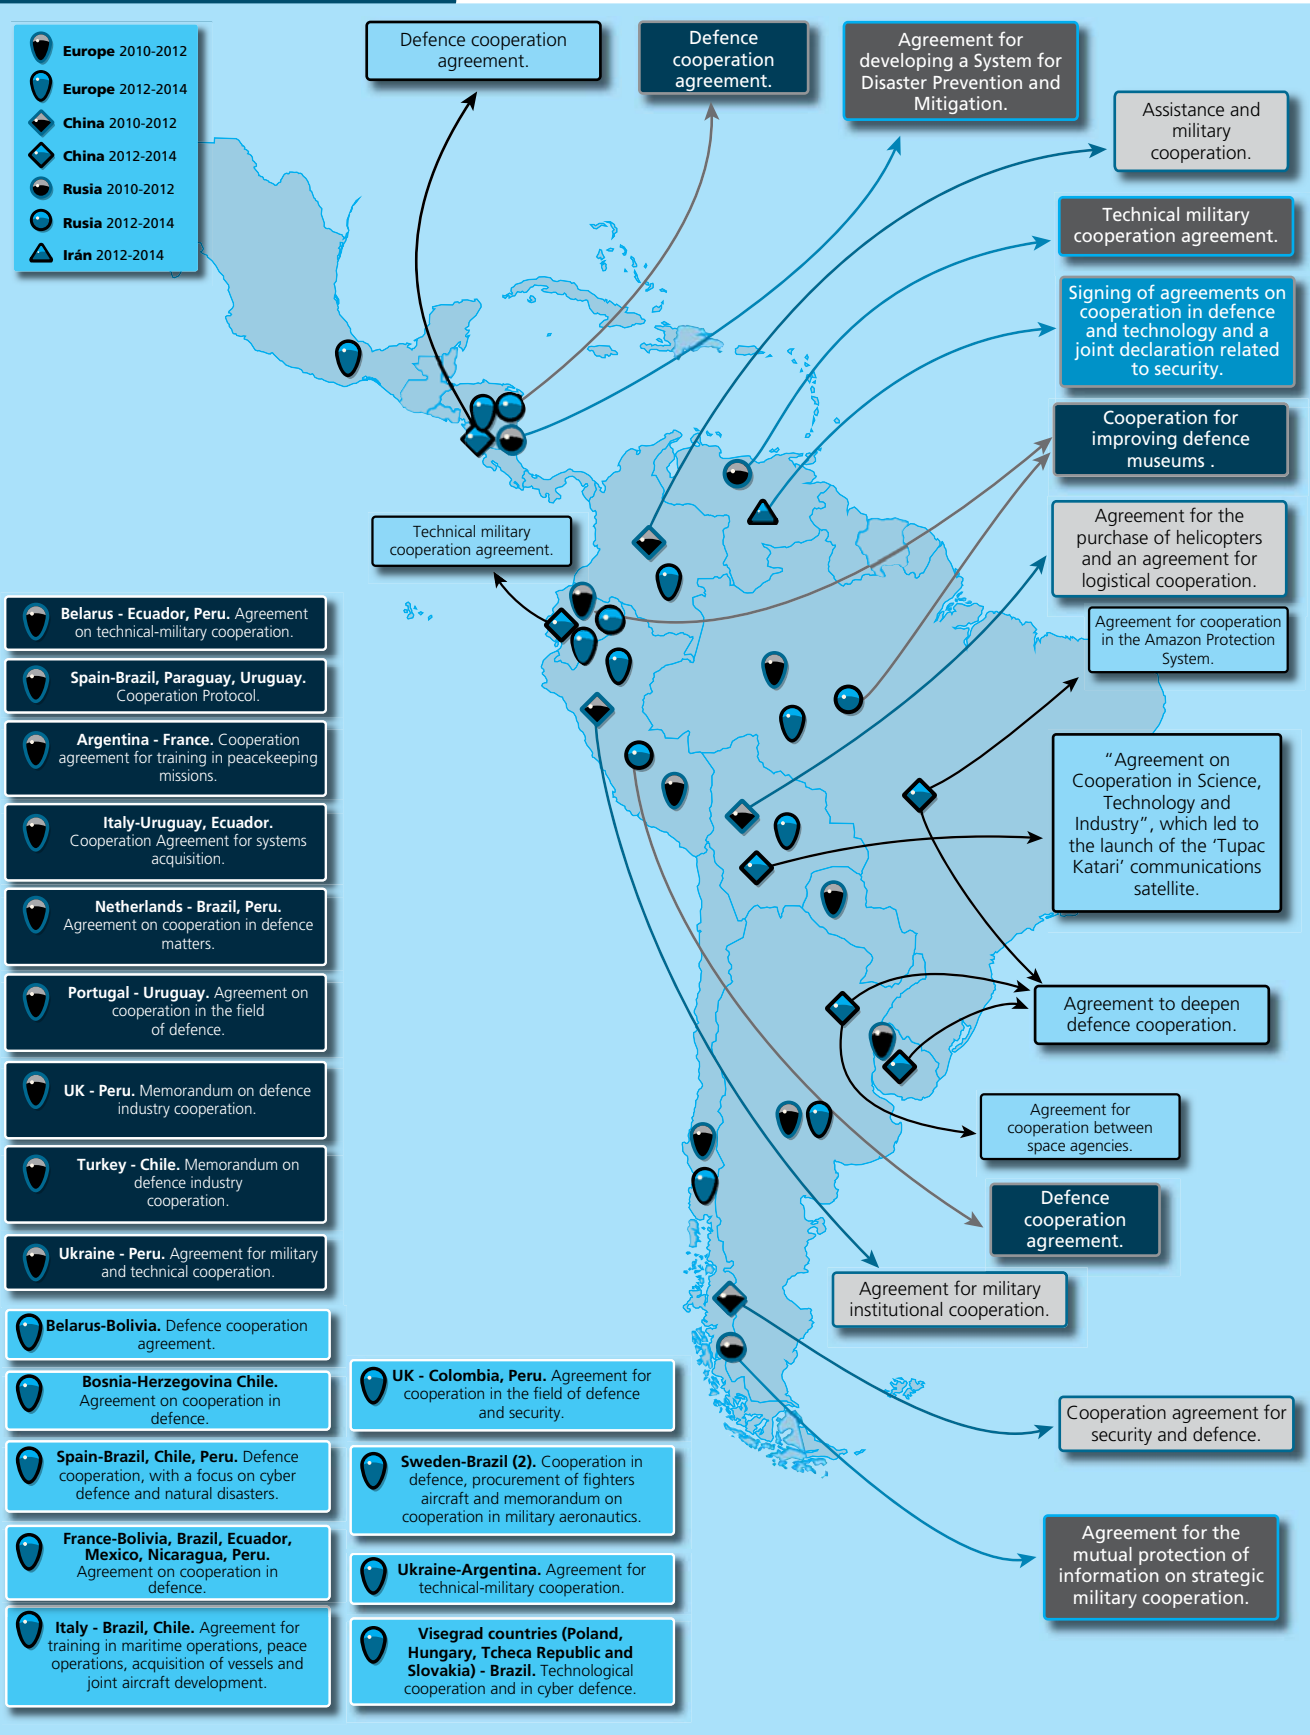 Europe 2010-2012
Europe 2012-2014
China 2010-2012
China 2012-2014
Rusia 2010-2012
Rusia 2012-2014
Irán 2012-2014
Defence cooperation
agreement.
Defence
cooperation
agreement.
Agreement for
developing a System for
Disaster Prevention and
Mitigation.
Assistance and
military
cooperation.
Technical military
cooperation agreement.
Signing of agreements on
cooperation in defence
and technology and a
joint declaration related
to security.
Cooperation for
improving defence
museums .
Technical military
cooperation agreement.
Agreement for the
purchase of helicopters
and an agreement for
logistical cooperation.
Agreement for cooperation
in the Amazon Protection
System.
“Agreement on
Cooperation in Science,
Technology and
Industry”, which led to
the launch of the ‘Tupac
Katari’ communications
satellite.
Agreement to deepen
defence cooperation.
Agreement for
cooperation between
space agencies.
Defence
cooperation
agreement.
Agreement for military
institutional cooperation.
Cooperation agreement for
security and defence.
Agreement for the
mutual protection of
information on strategic
military cooperation.
Belarus - Ecuador, Peru. Agreement
on technical-military cooperation.
Spain-Brazil, Paraguay, Uruguay.
Cooperation Protocol.
Argentina - France. Cooperation
agreement for training in peacekeeping
missions.
Italy-Uruguay, Ecuador.
Cooperation Agreement for systems
acquisition.
Netherlands - Brazil, Peru.
Agreement on cooperation in defence
matters.
Portugal - Uruguay. Agreement on
cooperation in the field
of defence.
UK - Peru. Memorandum on defence
industry cooperation.
Turkey - Chile. Memorandum on
defence industry
cooperation.
Ukraine - Peru. Agreement for military
and technical cooperation.
Belarus-Bolivia. Defence cooperation
agreement.
Bosnia-Herzegovina Chile.
Agreement on cooperation in
defence.
Spain-Brazil, Chile, Peru. Defence
cooperation, with a focus on cyber
defence and natural disasters.
France-Bolivia, Brazil, Ecuador,
Mexico, Nicaragua, Peru.
Agreement on cooperation in
defence.
Italy - Brazil, Chile. Agreement for
training in maritime operations, peace
operations, acquisition of vessels and
joint aircraft development.
UK - Colombia, Peru. Agreement for
cooperation in the field of defence
and security.
Sweden-Brazil (2). Cooperation in
defence, procurement of fighters
aircraft and memorandum on
cooperation in military aeronautics.
Ukraine-Argentina. Agreement for
technical-military cooperation.
Visegrad countries (Poland,
Hungary, Tcheca Republic and
Slovakia) - Brazil. Technological
cooperation and in cyber defence.